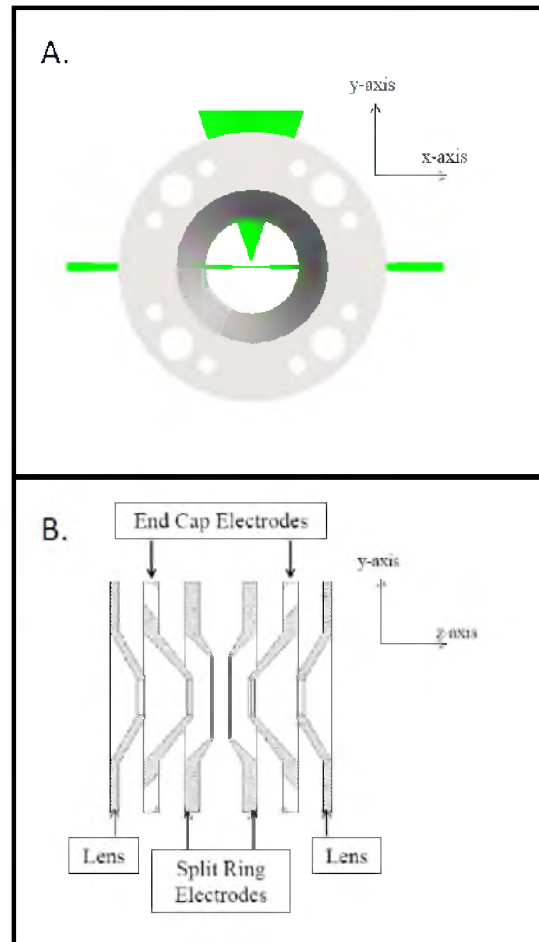 A.
y-axis
x-axis
B.
End Cap Electrodes
y-axis
z-axis
Lens
Split Ring
Electrodes
Lens